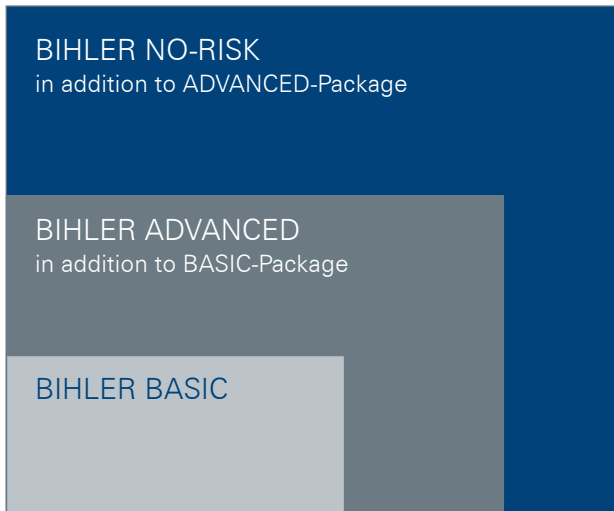 BIHLER NO-RISK
in addition to ADVANCED-Package
BIHLER ADVANCED
in addition to BASIC-Package
BIHLER BASIC